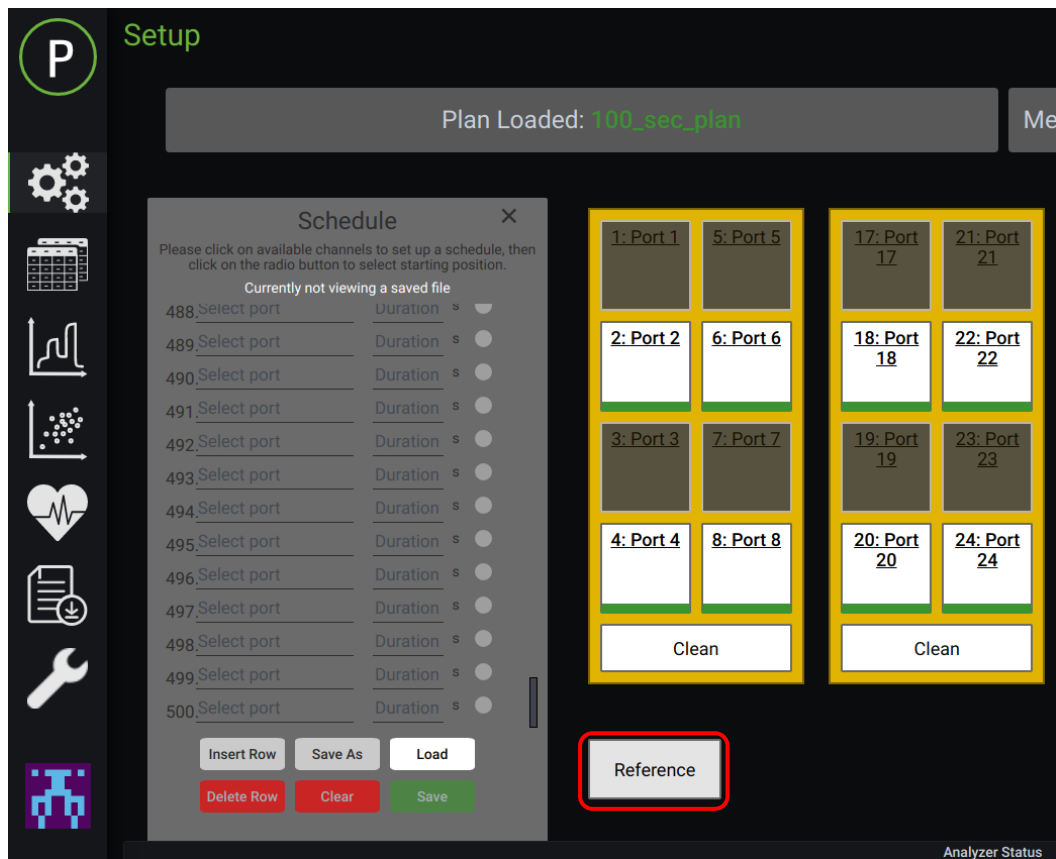 P
Setup
Plan Loaded: 100_sec_plan
Me
Schedule
Please click on available channels to set up a schedule, then
click on the radio button to select starting position.
Currently not viewing a saved file
488. Select port Duration s
489. Select port Duration s
490. Select port Duration s
491. Select port Duration s
492. Select port Duration s
493. Select port Duration s
494. Select port Duration s
495. Select port Duration s
496. Select port Duration s
497. Select port Duration s
498. Select port Duration s
499. Select port Duration s
500. Select port Duration s
Insert Row Save As Load
Delete Row Clear Save
1: Port 1 5: Port 5
2: Port 2 6: Port 6
3: Port 3 7: Port 7
4: Port 4 8: Port 8
Clean
17: Port
17
21: Port
21
18: Port
18
22: Port
22
19: Port
19
23: Port
23
20: Port
20
24: Port
24
Clean
Reference
Analyzer Status